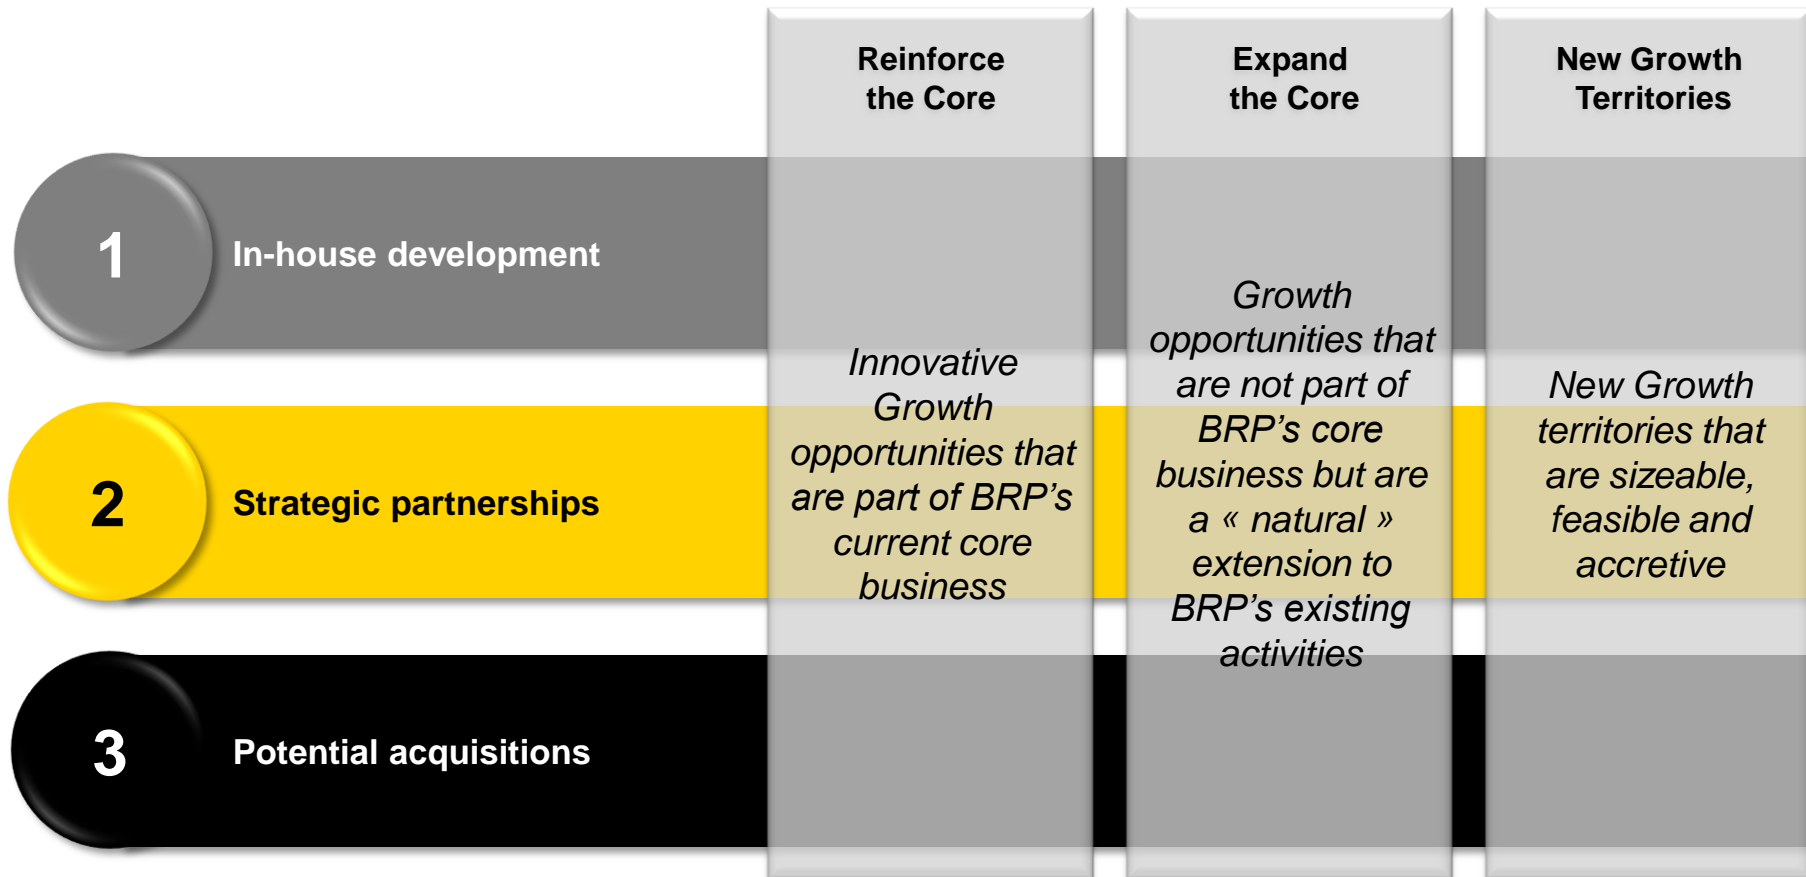 Reinforce
the Core
Expand
the Core
New Growth
Territories
1
In-house development
2
Strategic partnerships
3
Potential acquisitions
Innovative
Growth
opportunities that
are part of BRP’s
current core
business
Growth
opportunities that
are not part of
BRP’s core
business but are
a « natural »
extension to
BRP’s existing
activities
New Growth
territories that
are sizeable,
feasible and
accretive